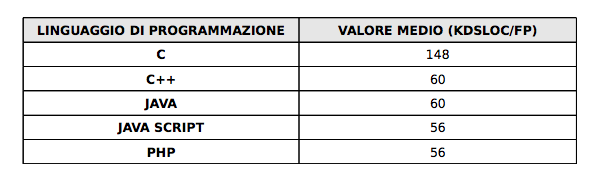 LINGUAGGIO DI PROGRAMMAZIONE VALORE MEDIO (KDSLOC/FP)
C 148
C++ 60
JAVA 60
JAVA SCRIPT 56
PHP 56